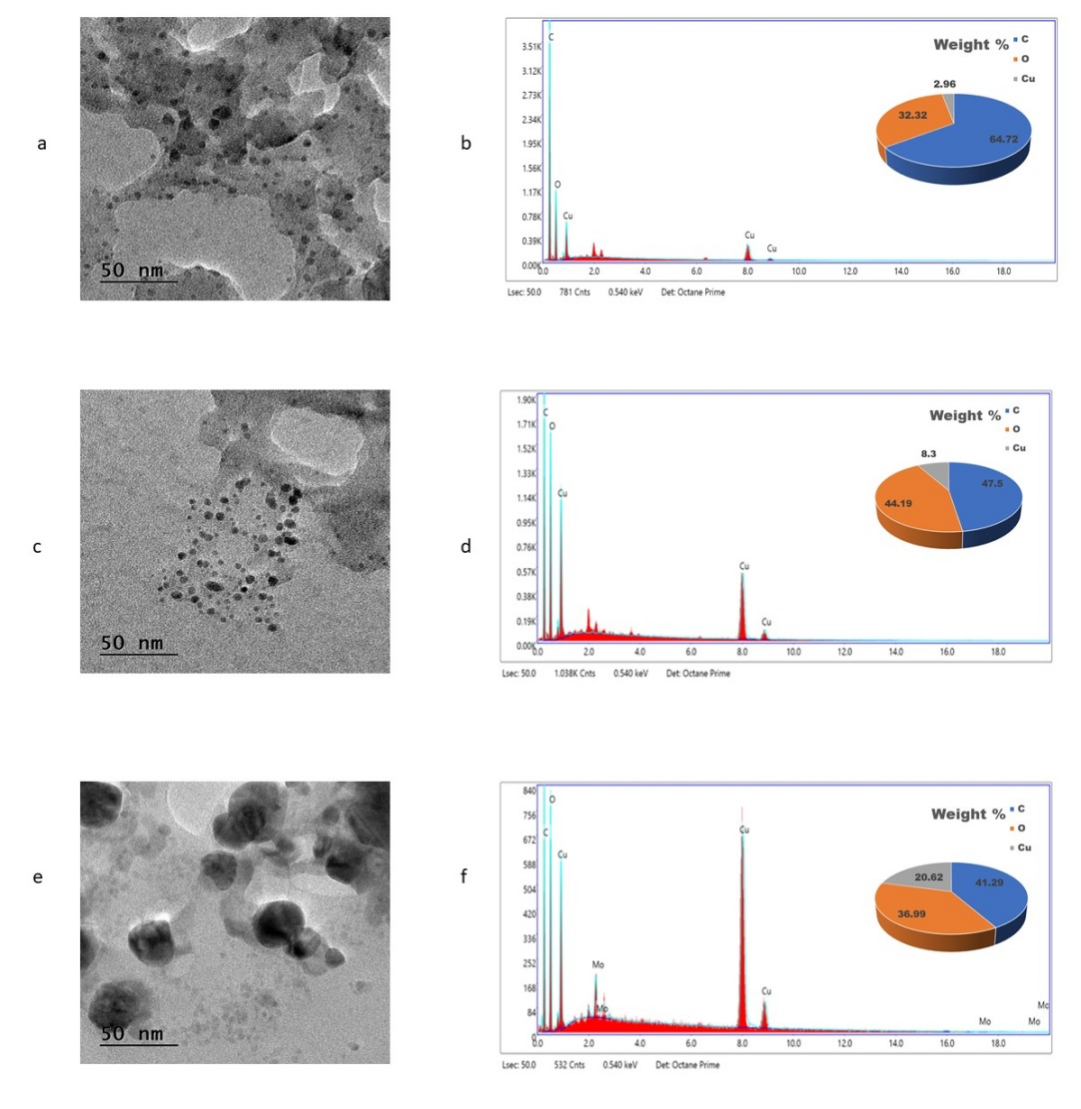 a
50 nm
b
Weight %
C
O
Cu
2.96
32.32
64.72
3.51K
3.12K
2.73K
2.34K
1.95K
1.56K
1.17K
0.78K
0.39K
0.00K
C
O
Cu
Cu
Cu
0.0 2.0 4.0 6.0 8.0 10.0 12.0 14.0 16.0 18.0
Lsec: 50.0 781 Cnts 0.540 keV Det: Octane Prime
c
50 nm
d
Weight %
C
O
Cu
8.3
47.5
44.19
1.90K
1.71K
1.52K
1.33K
1.14K
0.95K
0.76K
0.57K
0.38K
0.19K
0.00K
C
O
Cu
Cu
Cu
0.0 2.0 4.0 6.0 8.0 10.0 12.0 14.0 16.0 18.0
Lsec: 50.0 1.038K Cnts 0.540 keV Det: Octane Prime
e
50 nm
f
Weight %
C
O
Cu
20.62
41.29
36.99
840
756
672
588
504
420
336
252
168
84
0
O
C
Cu
Mo
Mo
Cu
Cu
Mo
Mo
Mo
0.0 2.0 4.0 6.0 8.0 10.0 12.0 14.0 16.0 18.0
Lsec: 50.0 532 Cnts 0.540 keV Det: Octane Prime